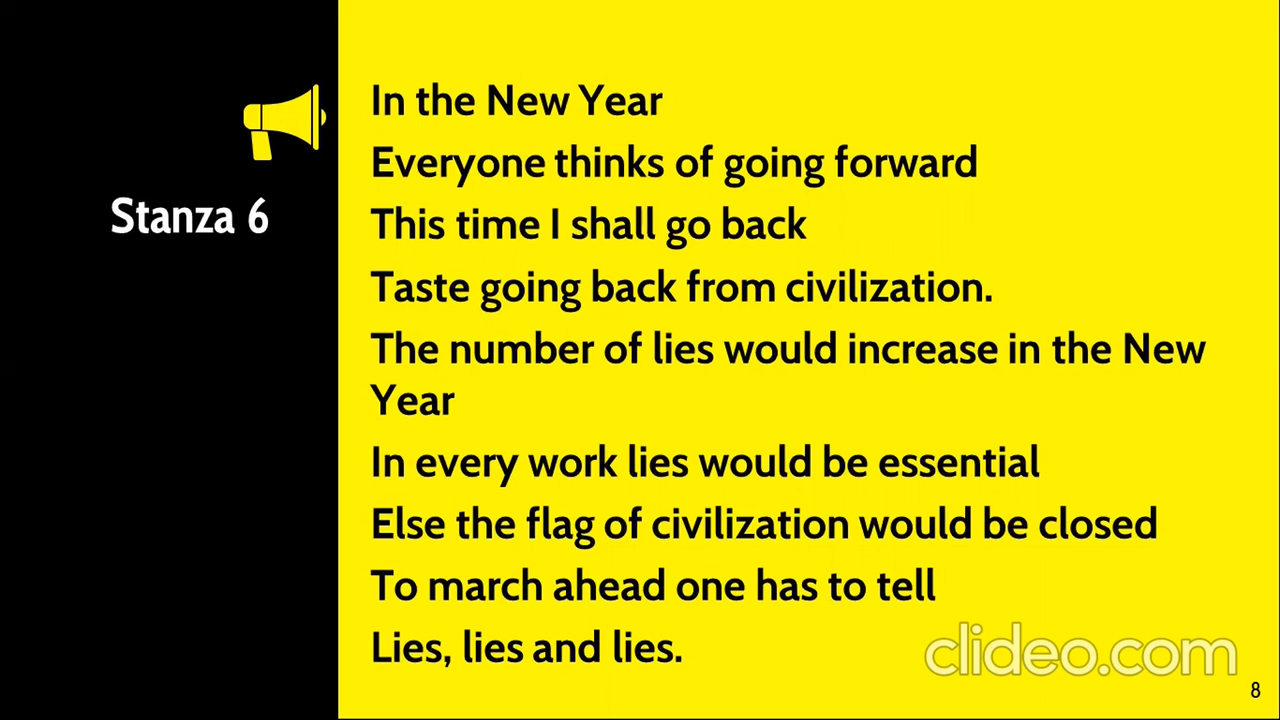 Stanza 6
In the New Year
Everyone thinks of going forward
This time I shall go back
Taste going back from civilization.
The number of lies would increase in the New
Year
In every work lies would be essential
Else the flag of civilization would be closed
To march ahead one has to tell
Lies, lies and lies.
clideo.com
8